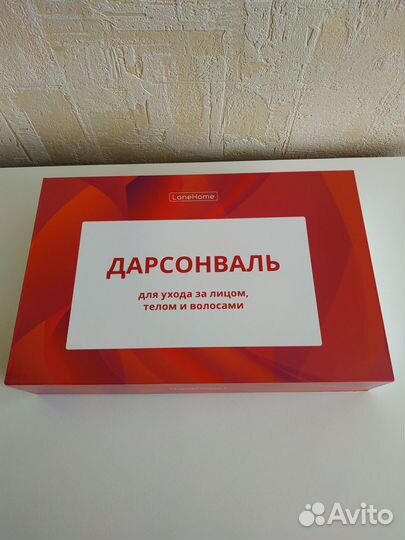 LaneHome
ДАРСОНВАЛЬ
для ухода за лицом,
телом и волосами
Avito